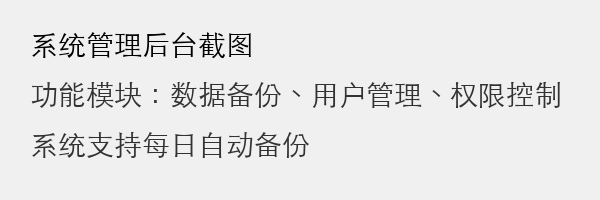 系统管理后台截图
功能模块：数据备份、用户管理、权限控制
系统支持每日自动备份